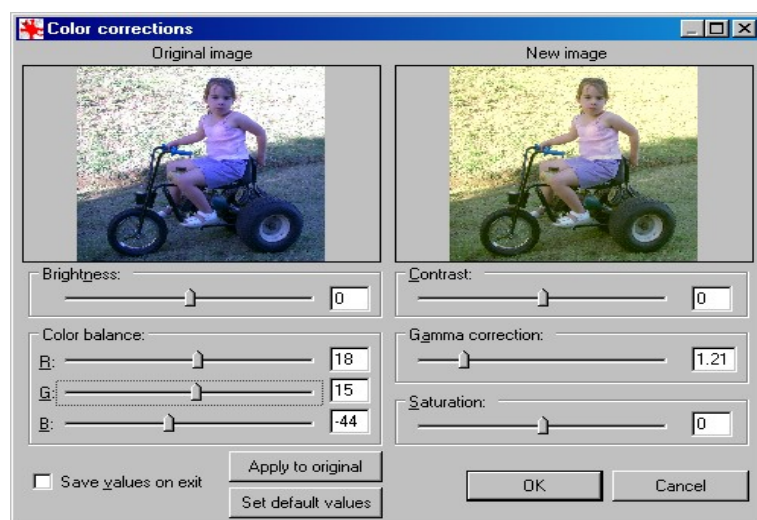 Color corrections
Original image
New image
Brightness:
0
Contrast:
0
Color balance:
R:
18
G:
15
B:
-44
Gamma correction:
1.21
Saturation:
0
Save values on exit
Apply to original
Set default values
OK
Cancel